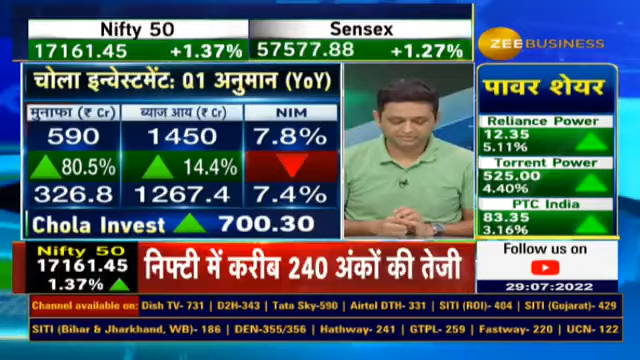 Nifty 50
17161.45 +1.37%
Sensex
57577.88 +1.27%
ZEE BUSINESS
चोला इन्वेस्टमेंट: Q1 अनुमान (YoY)
मुनाफा (₹ Cr) ब्याज आय (₹ Cr) NIM
590 1450 7.8%
80.5% 14.4%
326.8 1267.4 7.4%
Chola Invest 700.30
पावर शेयर
Reliance Power
12.35
5.11%
Torrent Power
525.00
4.40%
PTC India
83.35
3.16%
Nifty 50
17161.45
1.37%
निफ्टी में करीब 240 अंकों की तेजी
Follow us on
29:07:2022
Channel available on: Dish TV- 731 | D2H-343 | Tata Sky-590 | Airtel DTH- 331 | SITI (ROI)- 404 | SITI (Gujarat)- 429
SITI (Bihar & Jharkhand, WB)- 186 | DEN-355/356 | Hathway- 241 | GTPL- 259 | Fastway- 220 | UCN- 122